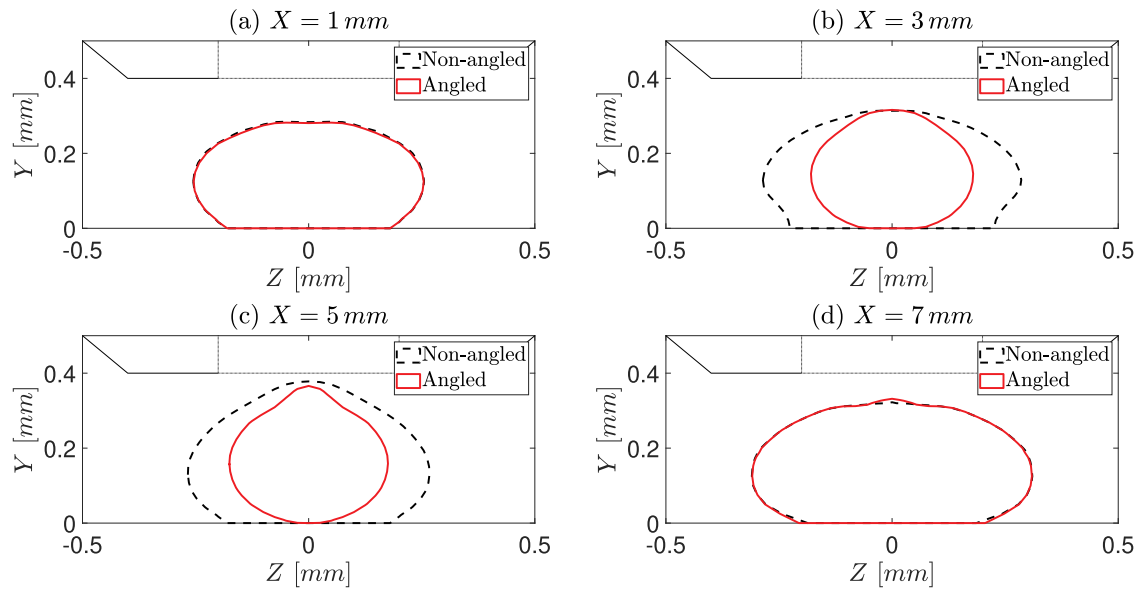 (a) X = 1 mm
Non-angled
Angled
Y [mm]
0.4
0.2
0
-0.5
0
0.5
Z [mm]
(b) X = 3 mm
Non-angled
Angled
Y [mm]
0.4
0.2
0
-0.5
0
0.5
Z [mm]
(c) X = 5 mm
Non-angled
Angled
Y [mm]
0.4
0.2
0
-0.5
0
0.5
Z [mm]
(d) X = 7 mm
Non-angled
Angled
Y [mm]
0.4
0.2
0
-0.5
0
0.5
Z [mm]